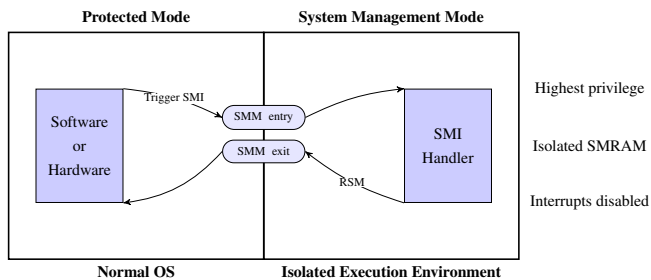 Protected Mode
System Management Mode
Trigger SMI
Software
or
Hardware
SMM entry
SMM exit
SMI
Handler
RSM
Highest privilege
Isolated SMRAM
Interrupts disabled
Normal OS
Isolated Execution Environment